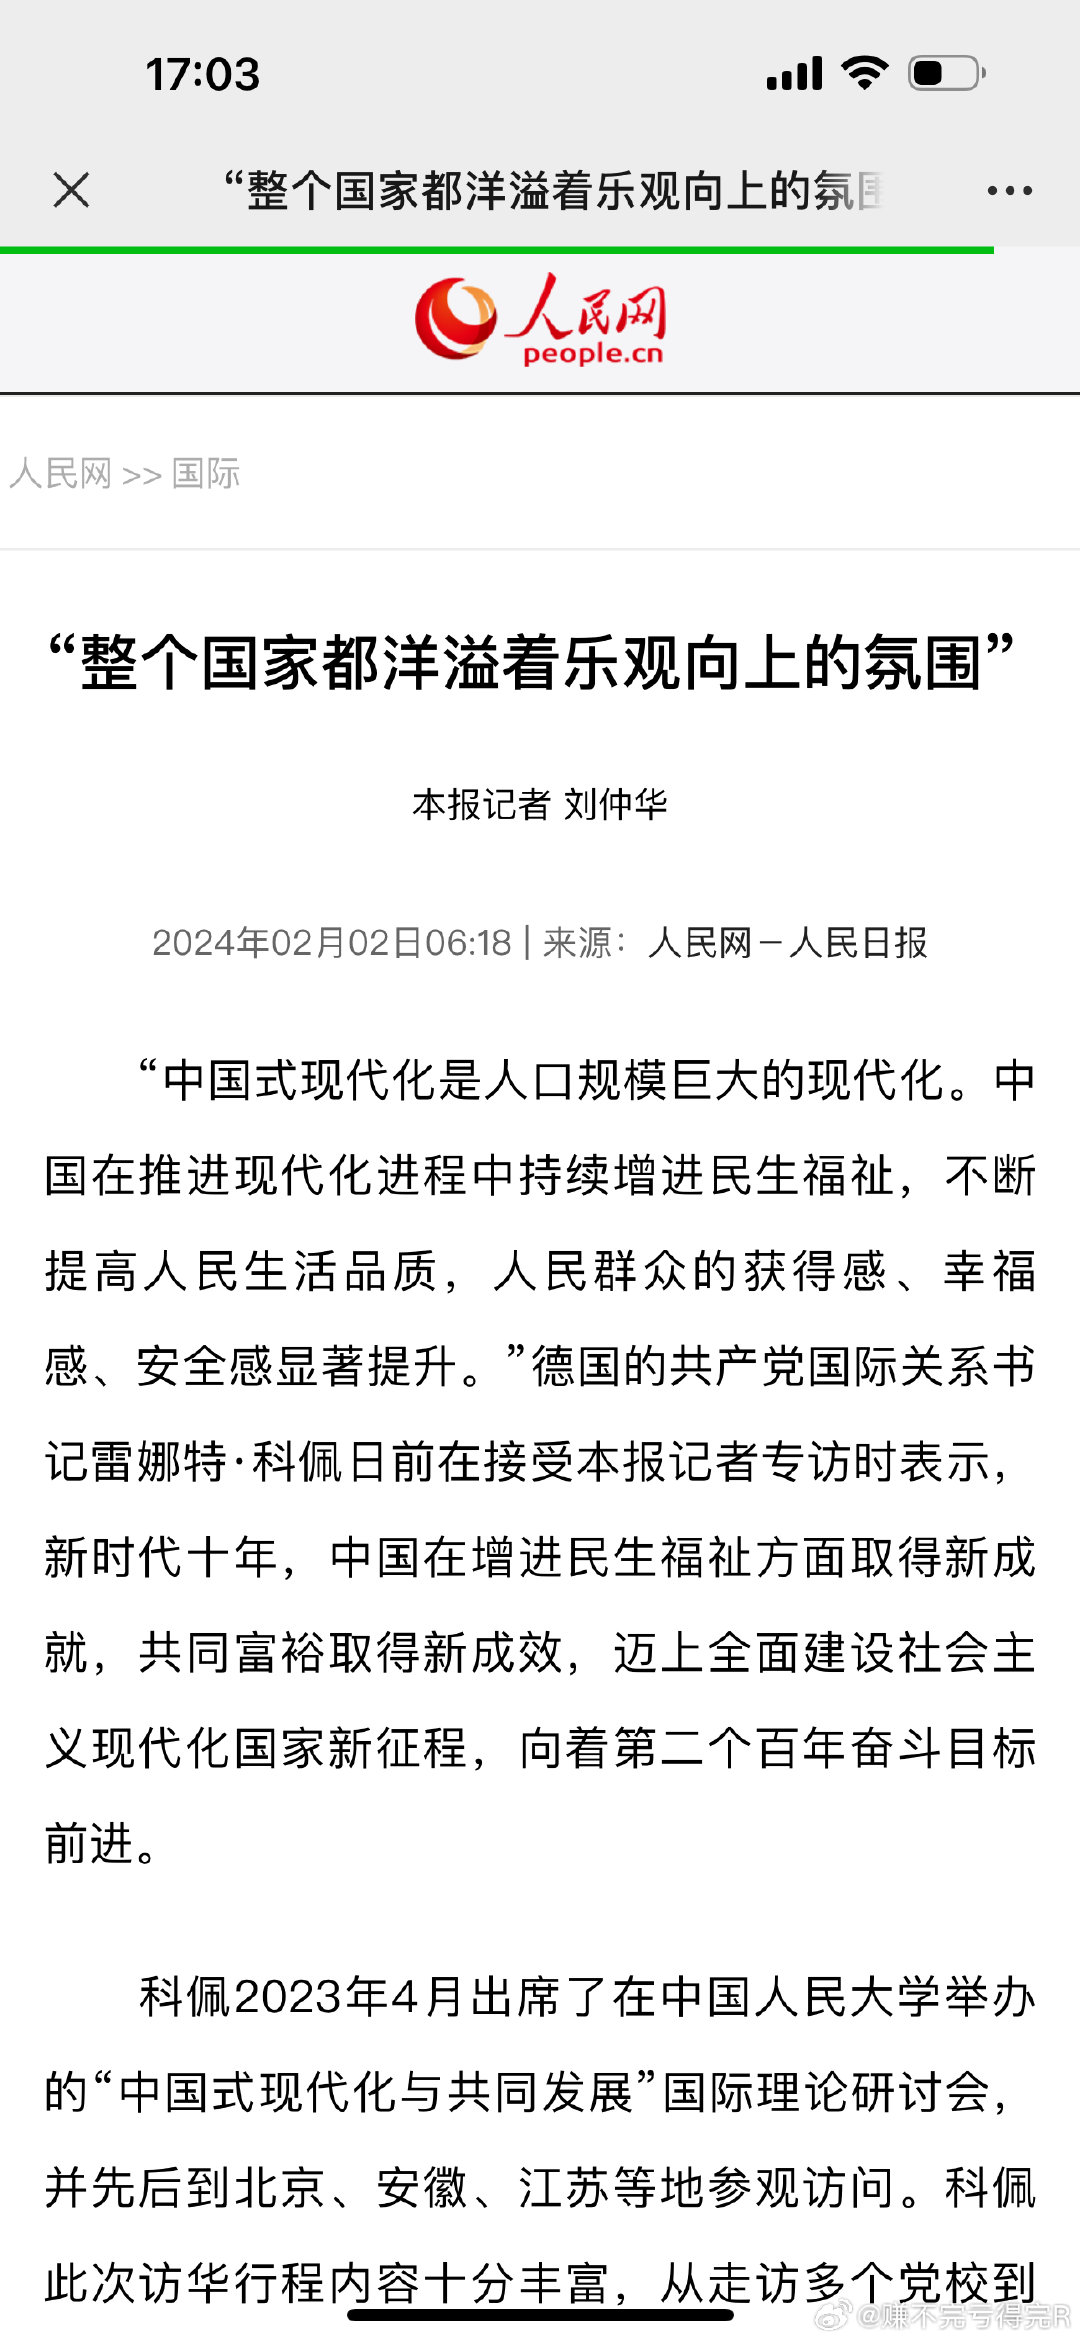 17:03
“整个国家都洋溢着乐观向上的氛围
人民网
people.cn
人民网 >> 国际
“整个国家都洋溢着乐观向上的氛围”
本报记者 刘仲华
2024年02月02日06:18 | 来源：人民网－人民日报
“中国式现代化是人口规模巨大的现代化。中
国在推进现代化进程中持续增进民生福祉，不断
提高人民生活品质，人民群众的获得感、幸福
感、安全感显著提升。”德国的共产党国际关系书
记雷娜特·科佩日前在接受本报记者专访时表示，
新时代十年，中国在增进民生福祉方面取得新成
就，共同富裕取得新成效，迈上全面建设社会主
义现代化国家新征程，向着第二个百年奋斗目标
前进。
科佩2023年4月出席了在中国人民大学举办
的“中国式现代化与共同发展”国际理论研讨会，
并先后到北京、安徽、江苏等地参观访问。科佩
此次访华行程内容十分丰富，从走访多个党校到
@赚不完亏得完R